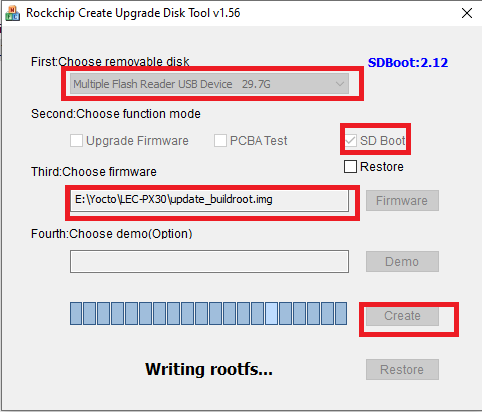 Rockchip Create Upgrade Disk Tool v1.56
First:Choose removable disk
SDBoot:2.12
Multiple Flash Reader USB Device 29.7G
Second:Choose function mode
Upgrade Firmware
PCBA Test
SD Boot
Restore
Third:Choose firmware
E:\Yocto\LEC-PX30\update_buildroot.img
Firmware
Fourth:Choose demo(Option)
Demo
Create
Writing rootfs...
Restore